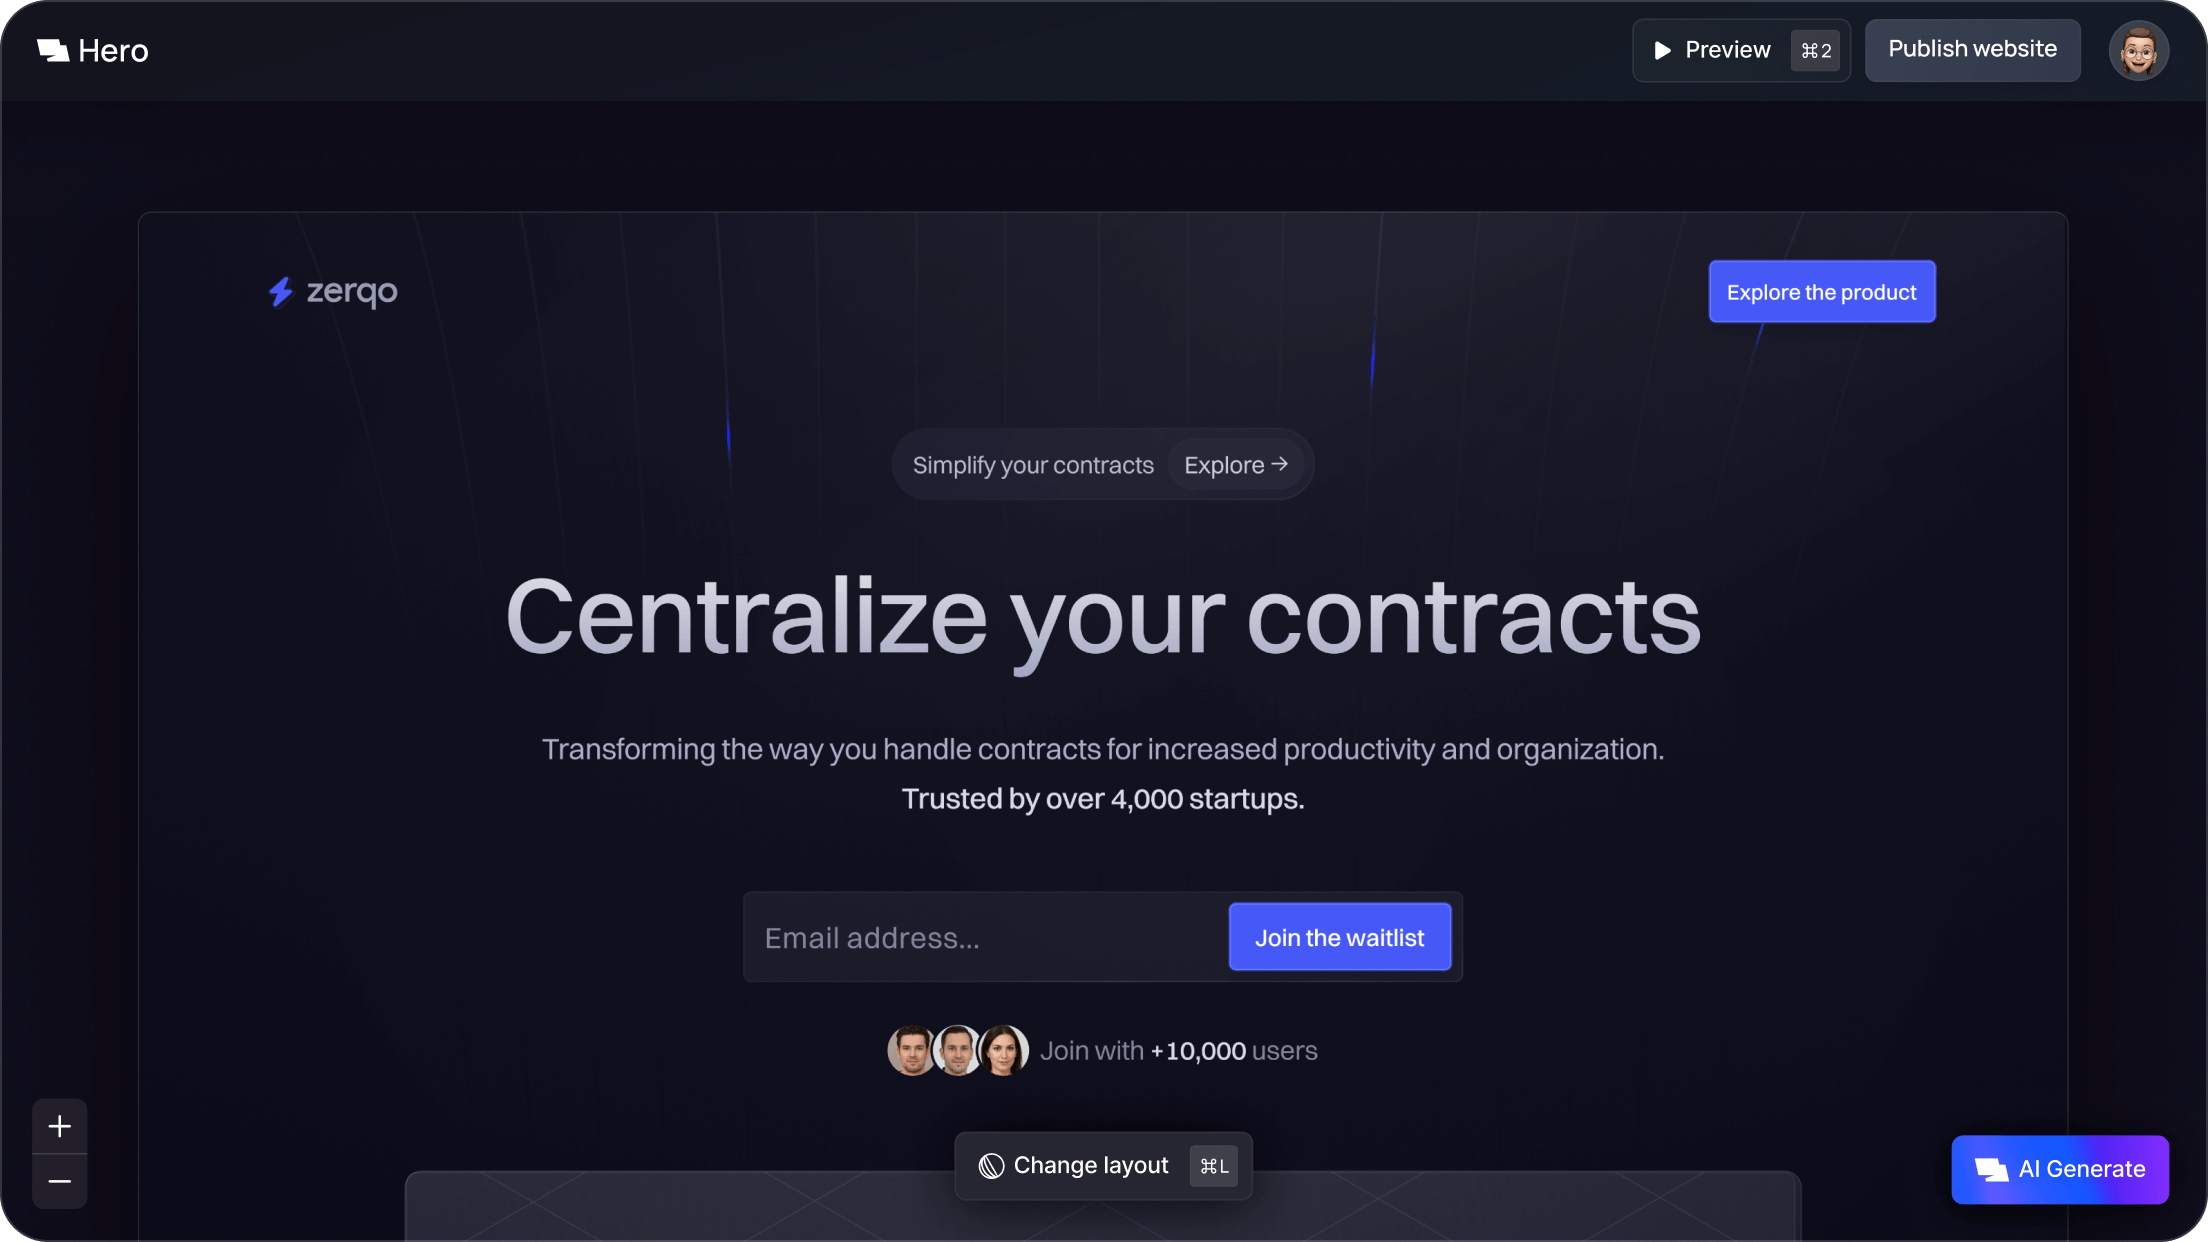 Hero
Preview ⌘2
Publish website
zerqo
Explore the product
Simplify your contracts Explore →
Centralize your contracts
Transforming the way you handle contracts for increased productivity and organization.
Trusted by over 4,000 startups.
Email address...
Join the waitlist
Join with +10,000 users
Change layout ⌘L
AI Generate